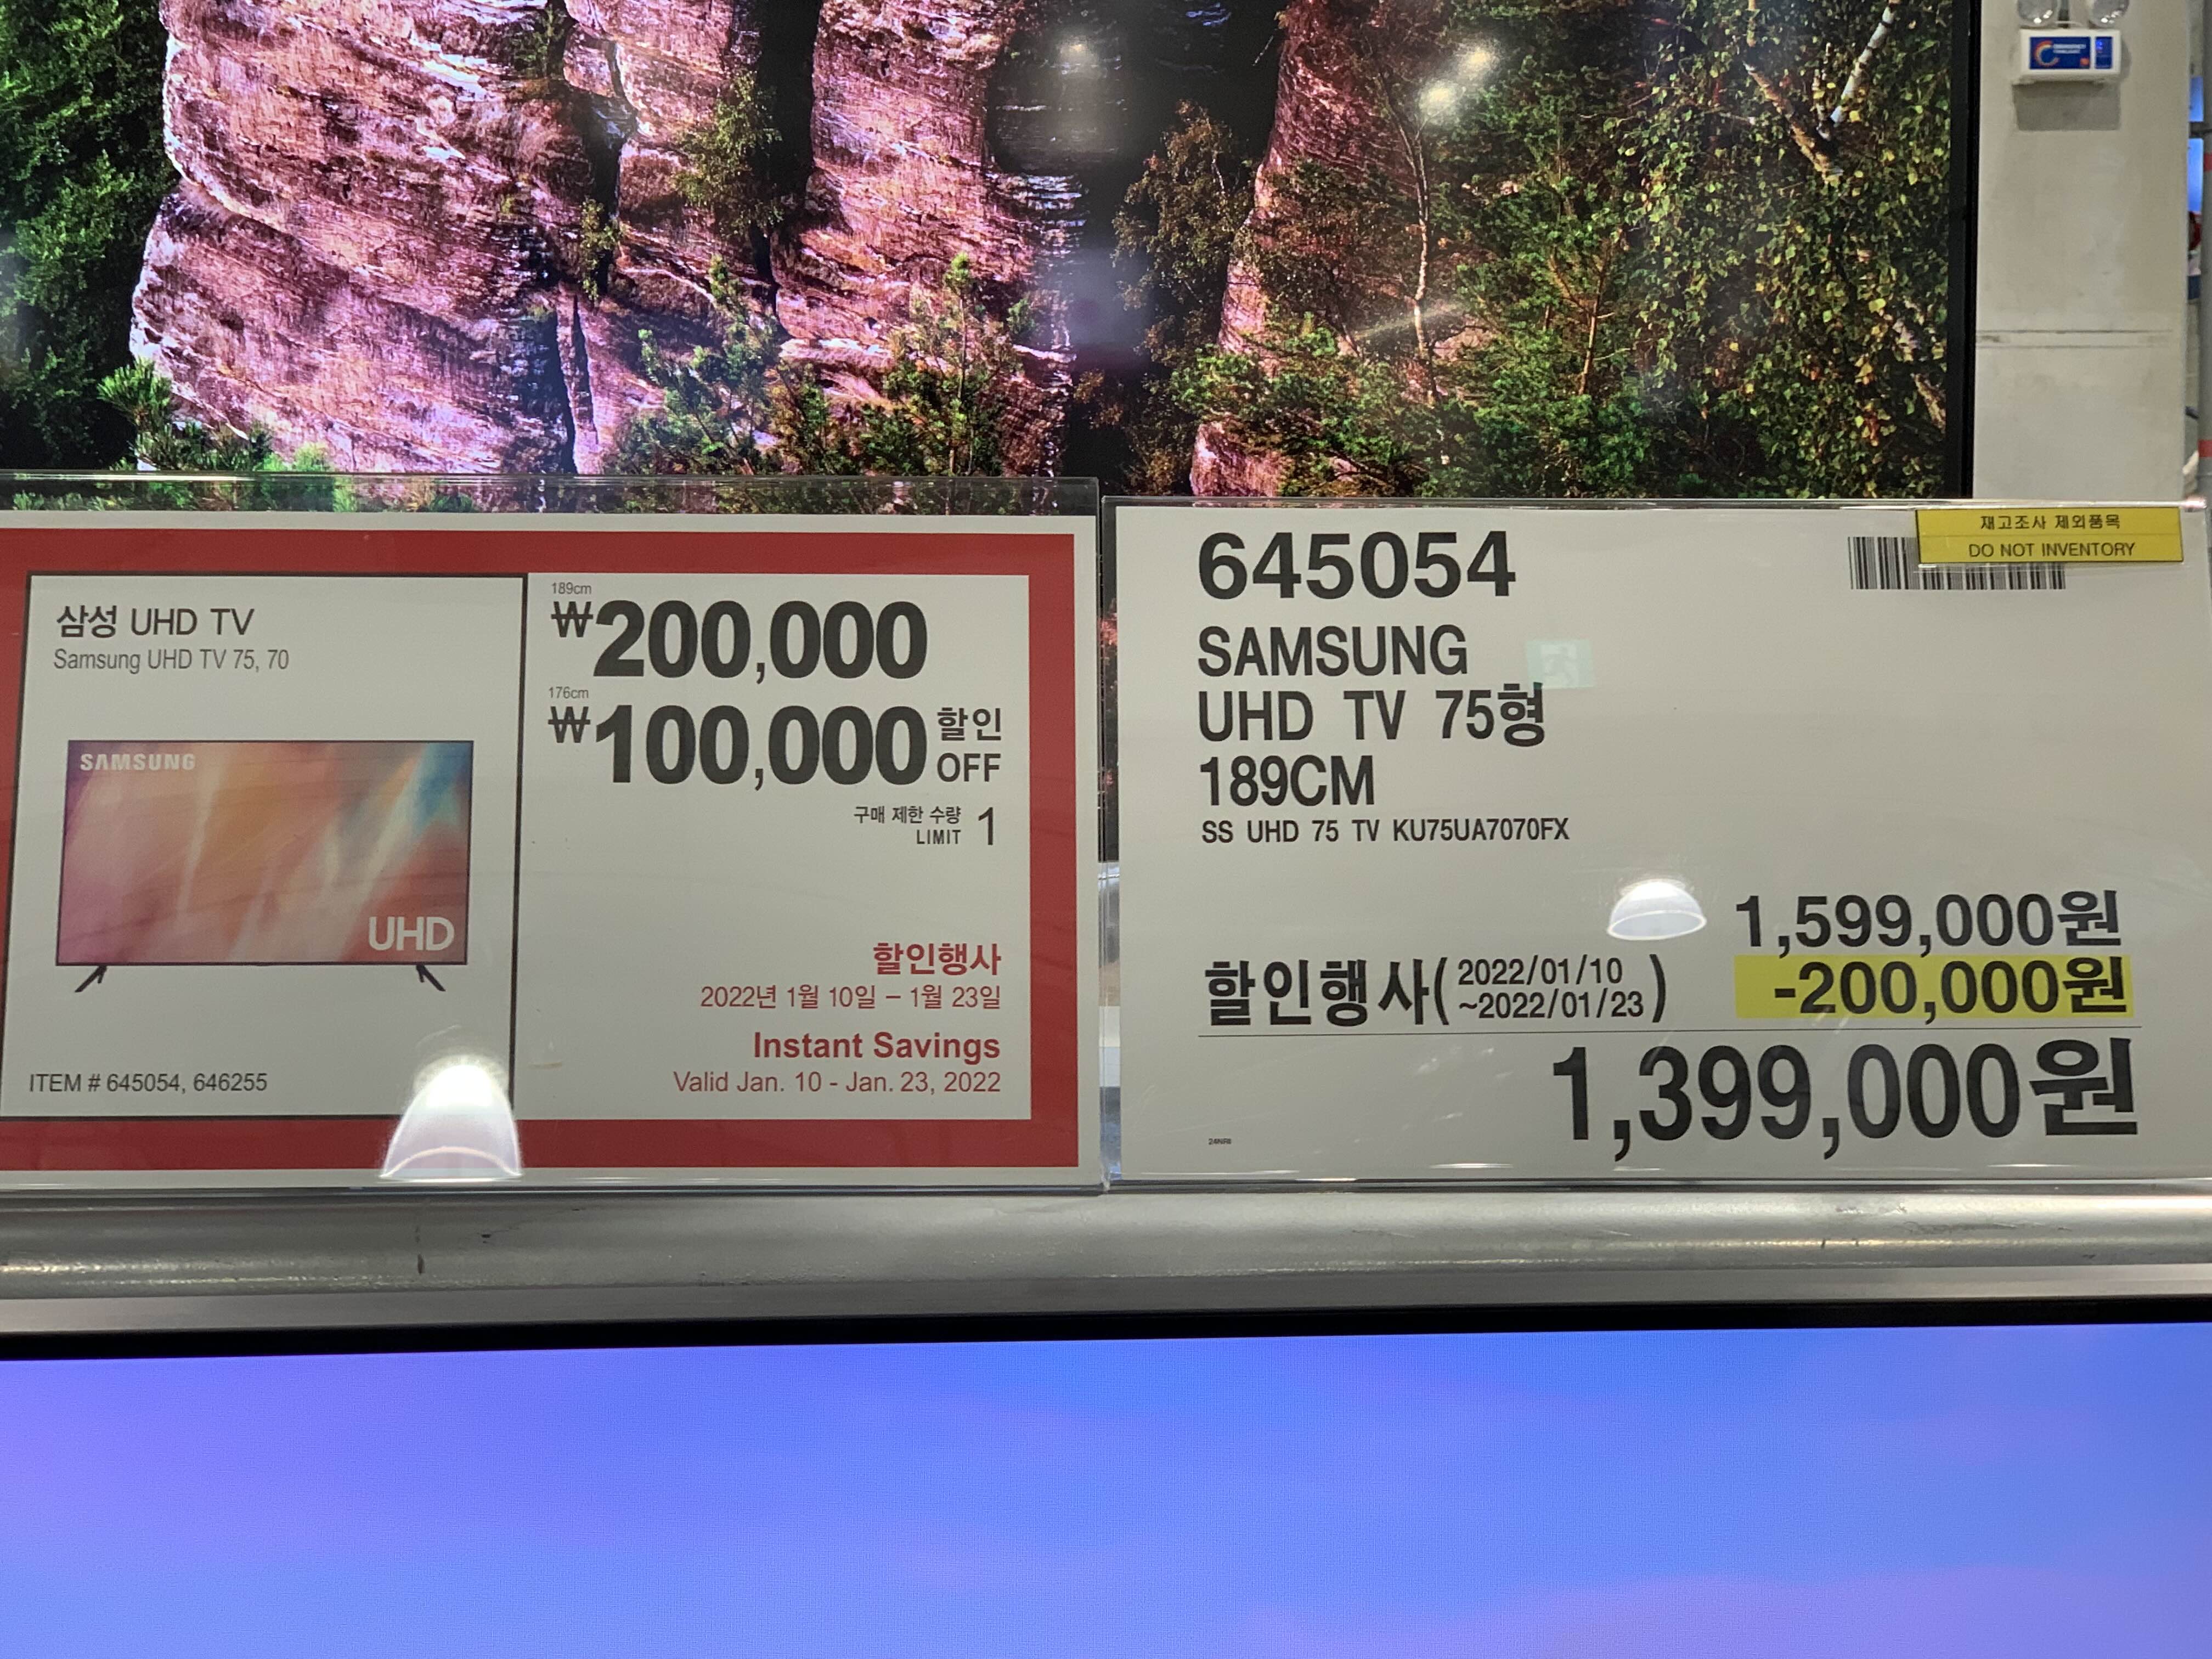 삼성 UHD TV
Samsung UHD TV 75, 70
SAMSUNG
UHD
ITEM # 645054, 646255
189cm
₩200,000
176cm
₩100,000 할인 OFF
구매 제한 수량
LIMIT 1
할인행사
2022년 1월 10일 – 1월 23일
Instant Savings
Valid Jan. 10 - Jan. 23, 2022
재고조사 제외품목
DO NOT INVENTORY
645054
SAMSUNG
UHD TV 75형
189CM
SS UHD 75 TV KU75UA7070FX
1,599,000원
할인행사( 2022/01/10 ~2022/01/23 ) -200,000원
1,399,000원